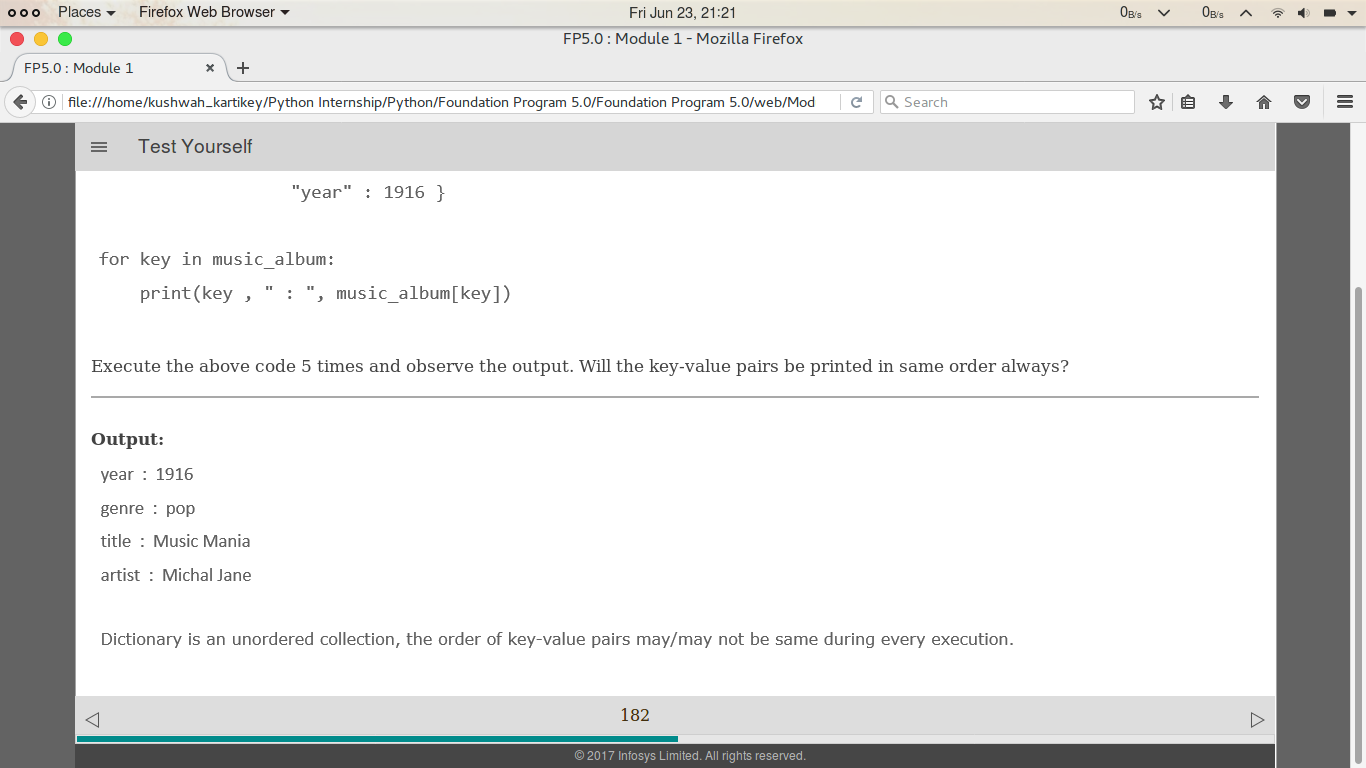 Places Firefox Web Browser Fri Jun 23, 21:21 0B/s 0B/s
FP5.0 : Module 1 - Mozilla Firefox
FP5.0 : Module 1
file:///home/kushwah_kartikey/Python Internship/Python/Foundation Program 5.0/Foundation Program 5.0/web/Mod Search
Test Yourself
"year" : 1916 }
for key in music_album:
print(key , " : ", music_album[key])
Execute the above code 5 times and observe the output. Will the key-value pairs be printed in same order always?
Output:
year : 1916
genre : pop
title : Music Mania
artist : Michal Jane
Dictionary is an unordered collection, the order of key-value pairs may/may not be same during every execution.
182
© 2017 Infosys Limited. All rights reserved.